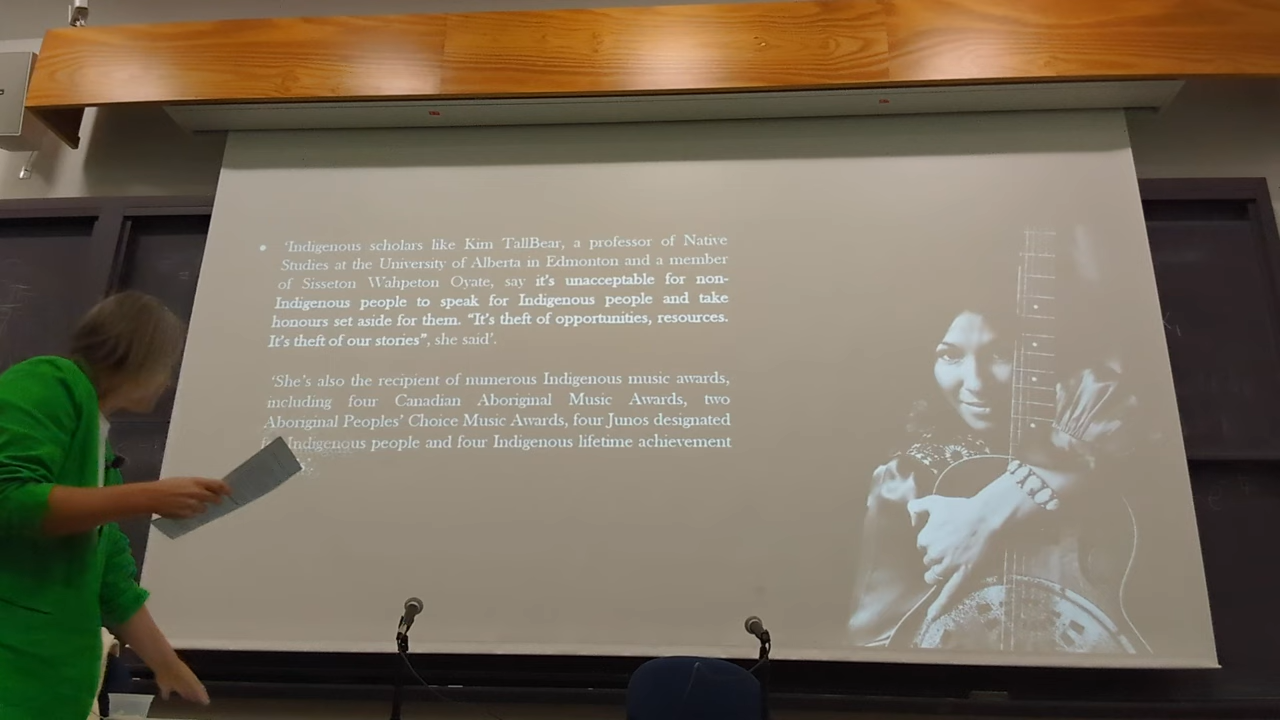 • ‘Indigenous scholars like Kim TallBear, a professor of Native
Studies at the University of Alberta in Edmonton and a member
of Sisseton Wahpeton Oyate, say it’s unacceptable for non-
Indigenous people to speak for Indigenous people and take
honours set aside for them. “It’s theft of opportunities, resources.
It’s theft of our stories”, she said’.
‘She’s also the recipient of numerous Indigenous music awards,
including four Canadian Aboriginal Music Awards, two
Aboriginal Peoples’ Choice Music Awards, four Junos designated
Indigenous people and four Indigenous lifetime achievement